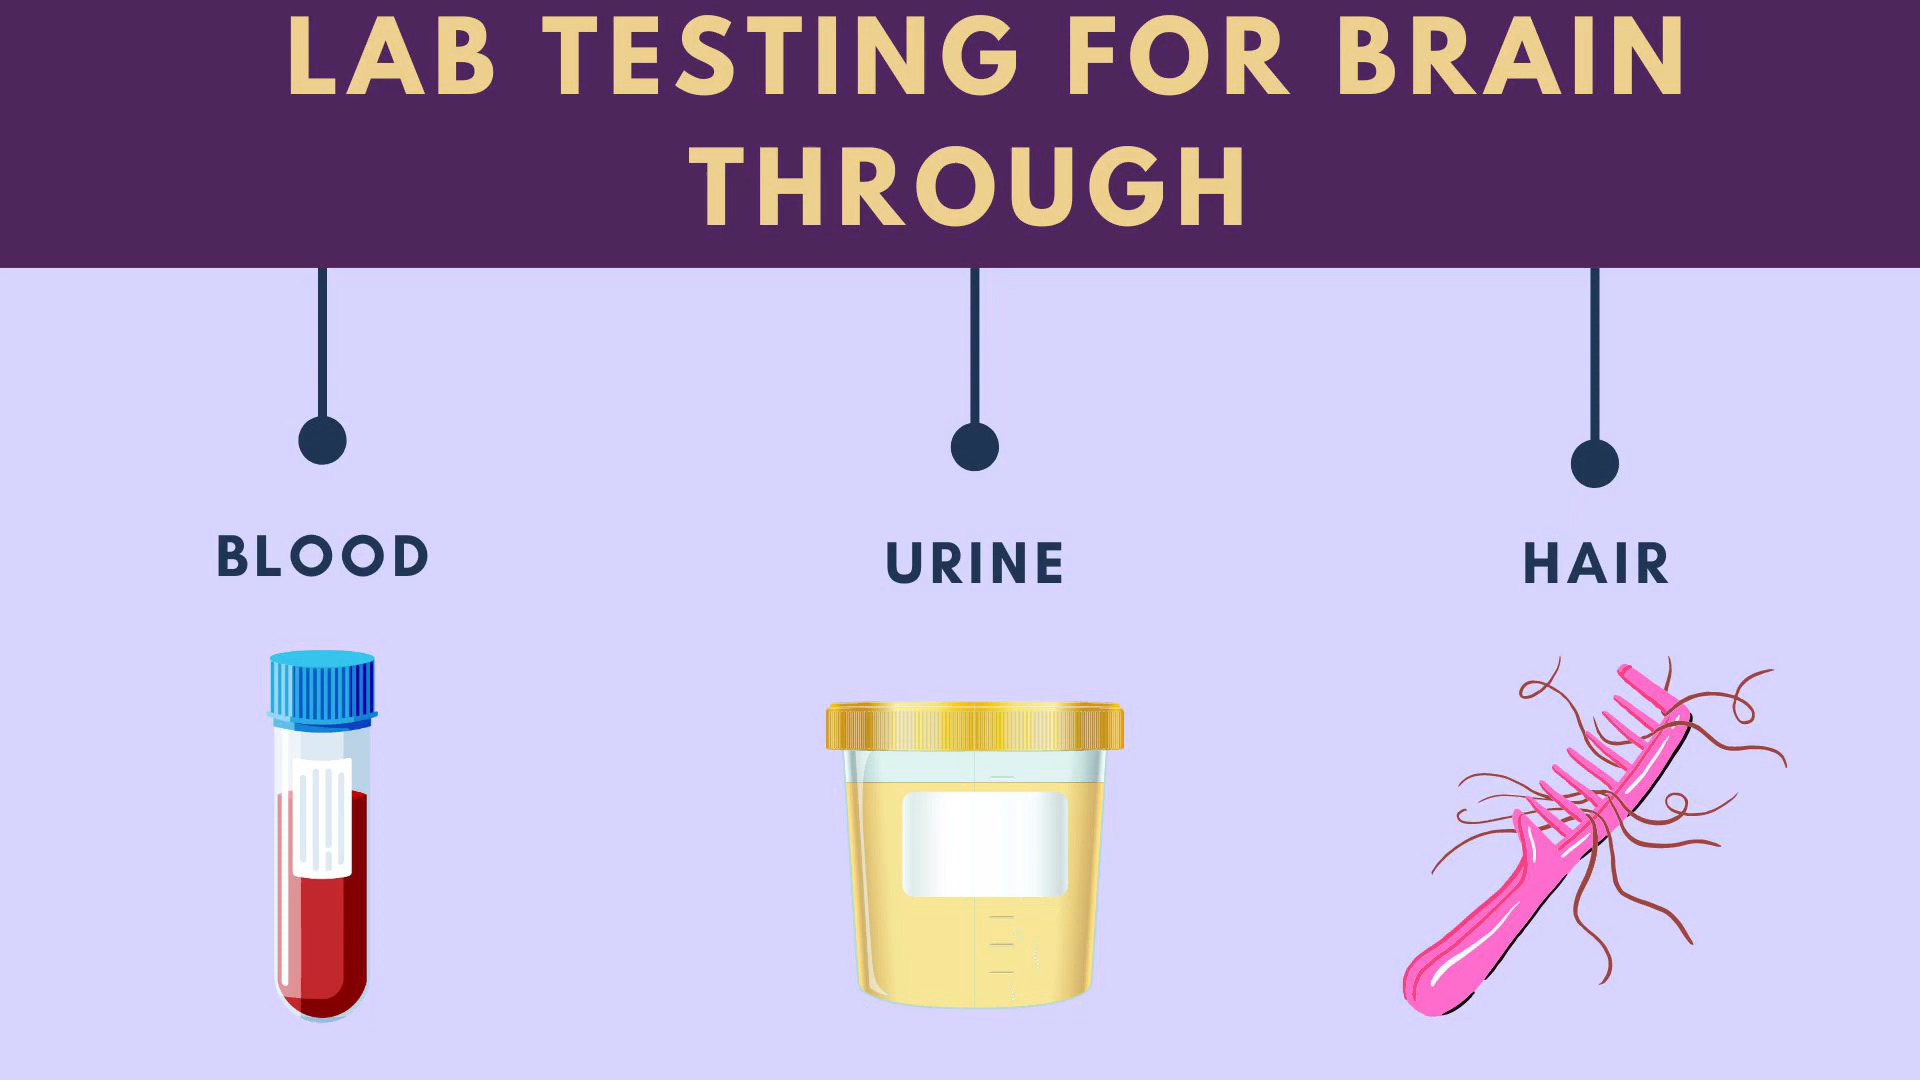 LAB TESTING FOR BRAIN
THROUGH
BLOOD
URINE
HAIR